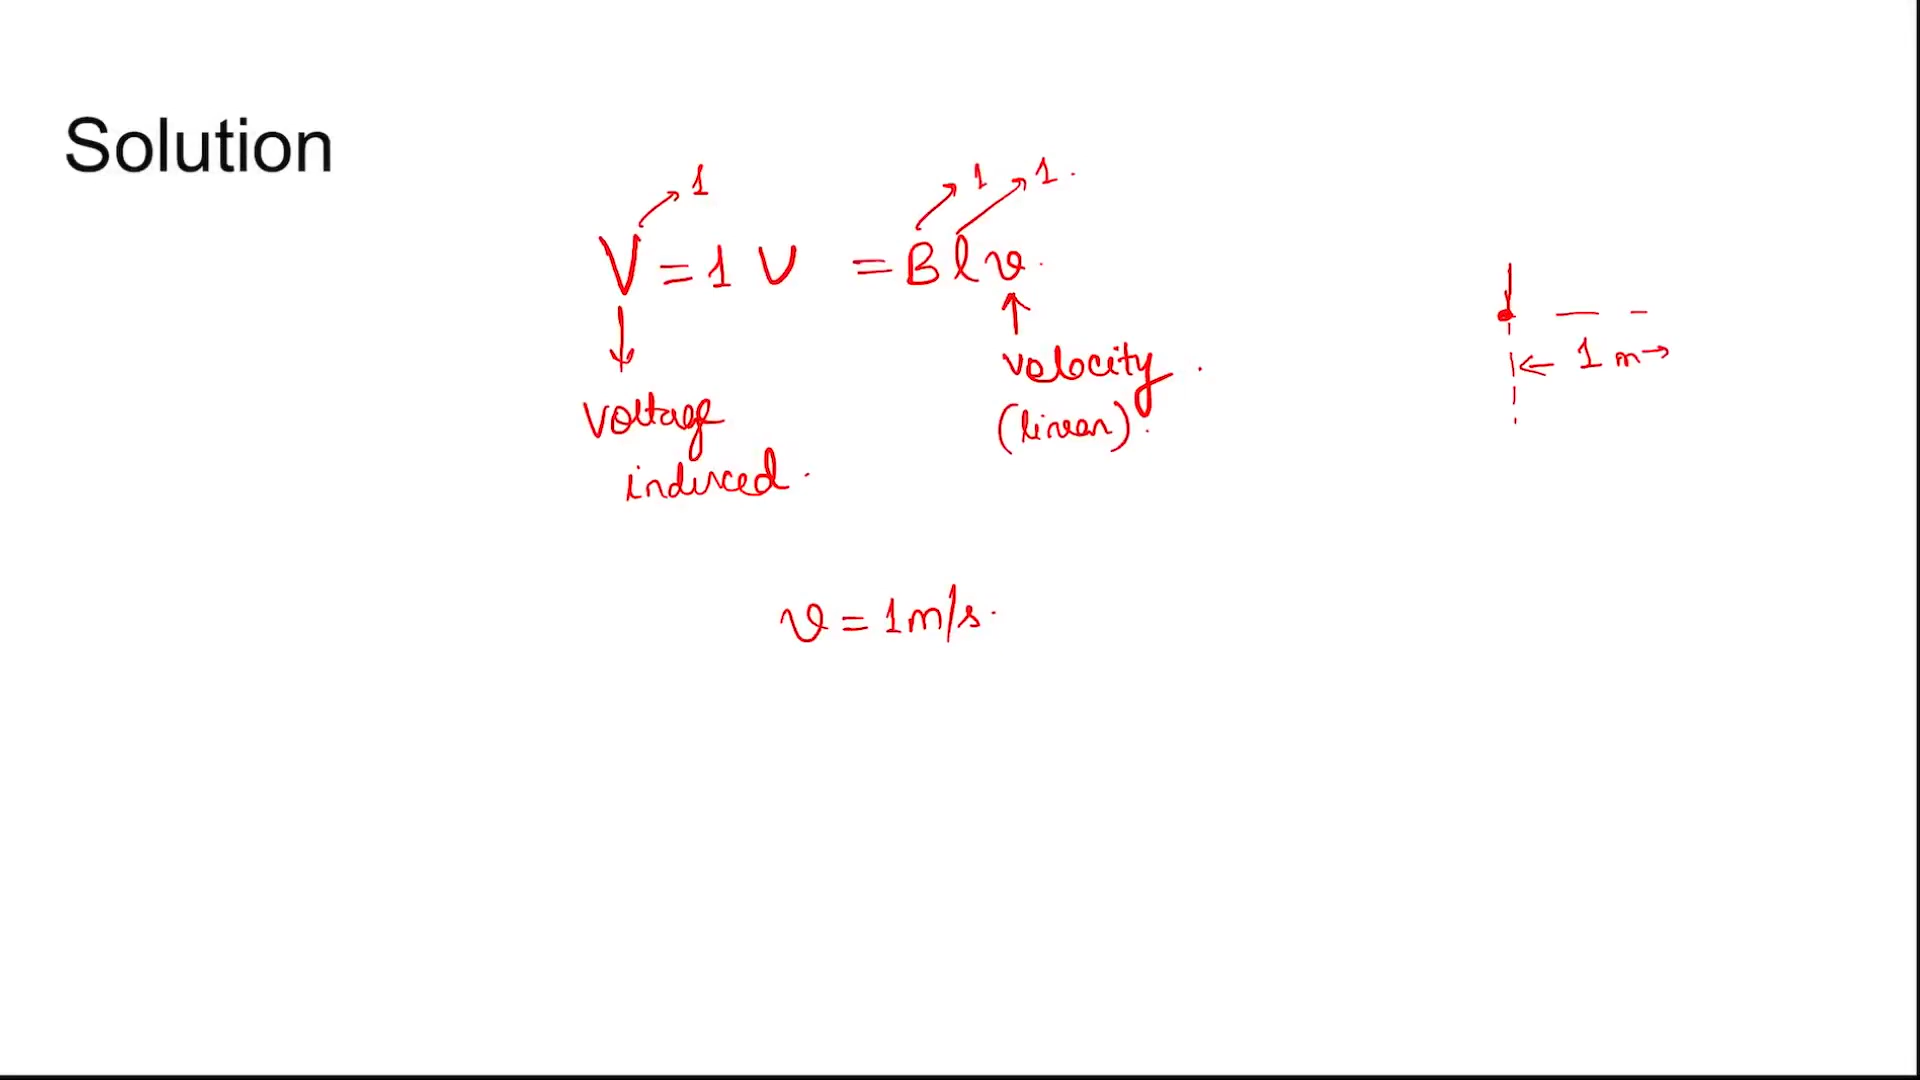 Solution
1
1 1.
V = 1 V = B l v.
voltage induced.
velocity.
(linear).
1 m
v = 1 m/s.